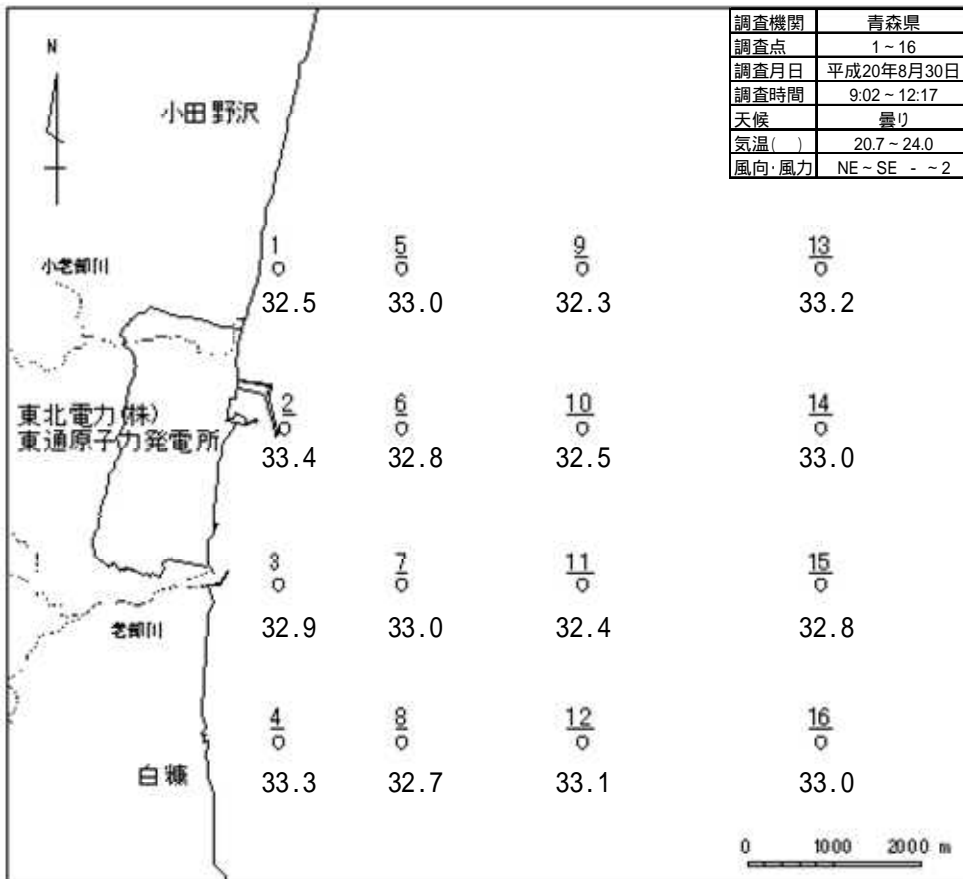 調査機関 青森県
調査点 1~16
調査月日 平成20年8月30日
調査時間 9:02~12:17
天候 曇り
気温( ) 20.7~24.0
風向・風力 NE~SE - ~2
N
小田野沢
小老部川
1 5 9 13
32.5 33.0 32.3 33.2
東北電力(株)
東通原子力発電所
2 6 10 14
33.4 32.8 32.5 33.0
3 7 11 15
32.9 33.0 32.4 32.8
老部川
4 8 12 16
33.3 32.7 33.1 33.0
白糠
0 1000 2000 m